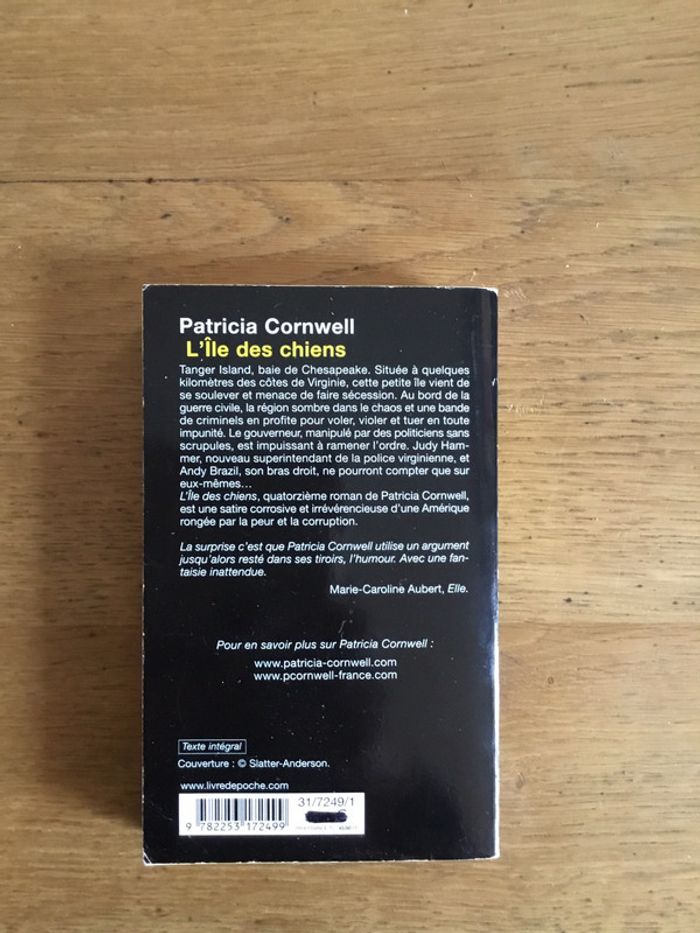 Patricia Cornwell
L'Île des chiens
Tanger Island, baie de Chesapeake. Située à quelques
kilomètres des côtes de Virginie, cette petite île vient de
se soulever et menace de faire sécession. Au bord de la
guerre civile, la région sombre dans le chaos et une bande
de criminels en profite pour voler, violer et tuer en toute
impunité. Le gouverneur, manipulé par des politiciens sans
scrupules, est impuissant à ramener l'ordre. Judy Ham-
mer, nouveau superintendant de la police virginienne, et
Andy Brazil, son bras droit, ne pourront compter que sur
eux-mêmes...
L'Île des chiens, quatorzième roman de Patricia Cornwell,
est une satire corrosive et irrévérencieuse d'une Amérique
rongée par la peur et la corruption.
La surprise c'est que Patricia Cornwell utilise un argument
jusqu'alors resté dans ses tiroirs, l'humour. Avec une fan-
taisie inattendue.
Marie-Caroline Aubert, Elle.
Pour en savoir plus sur Patricia Cornwell :
www.patricia-cornwell.com
www.pcornwell-france.com
Texte intégral
Couverture : © Slatter-Anderson.
www.livredepoche.com
31/7249/1
9 782253 172499